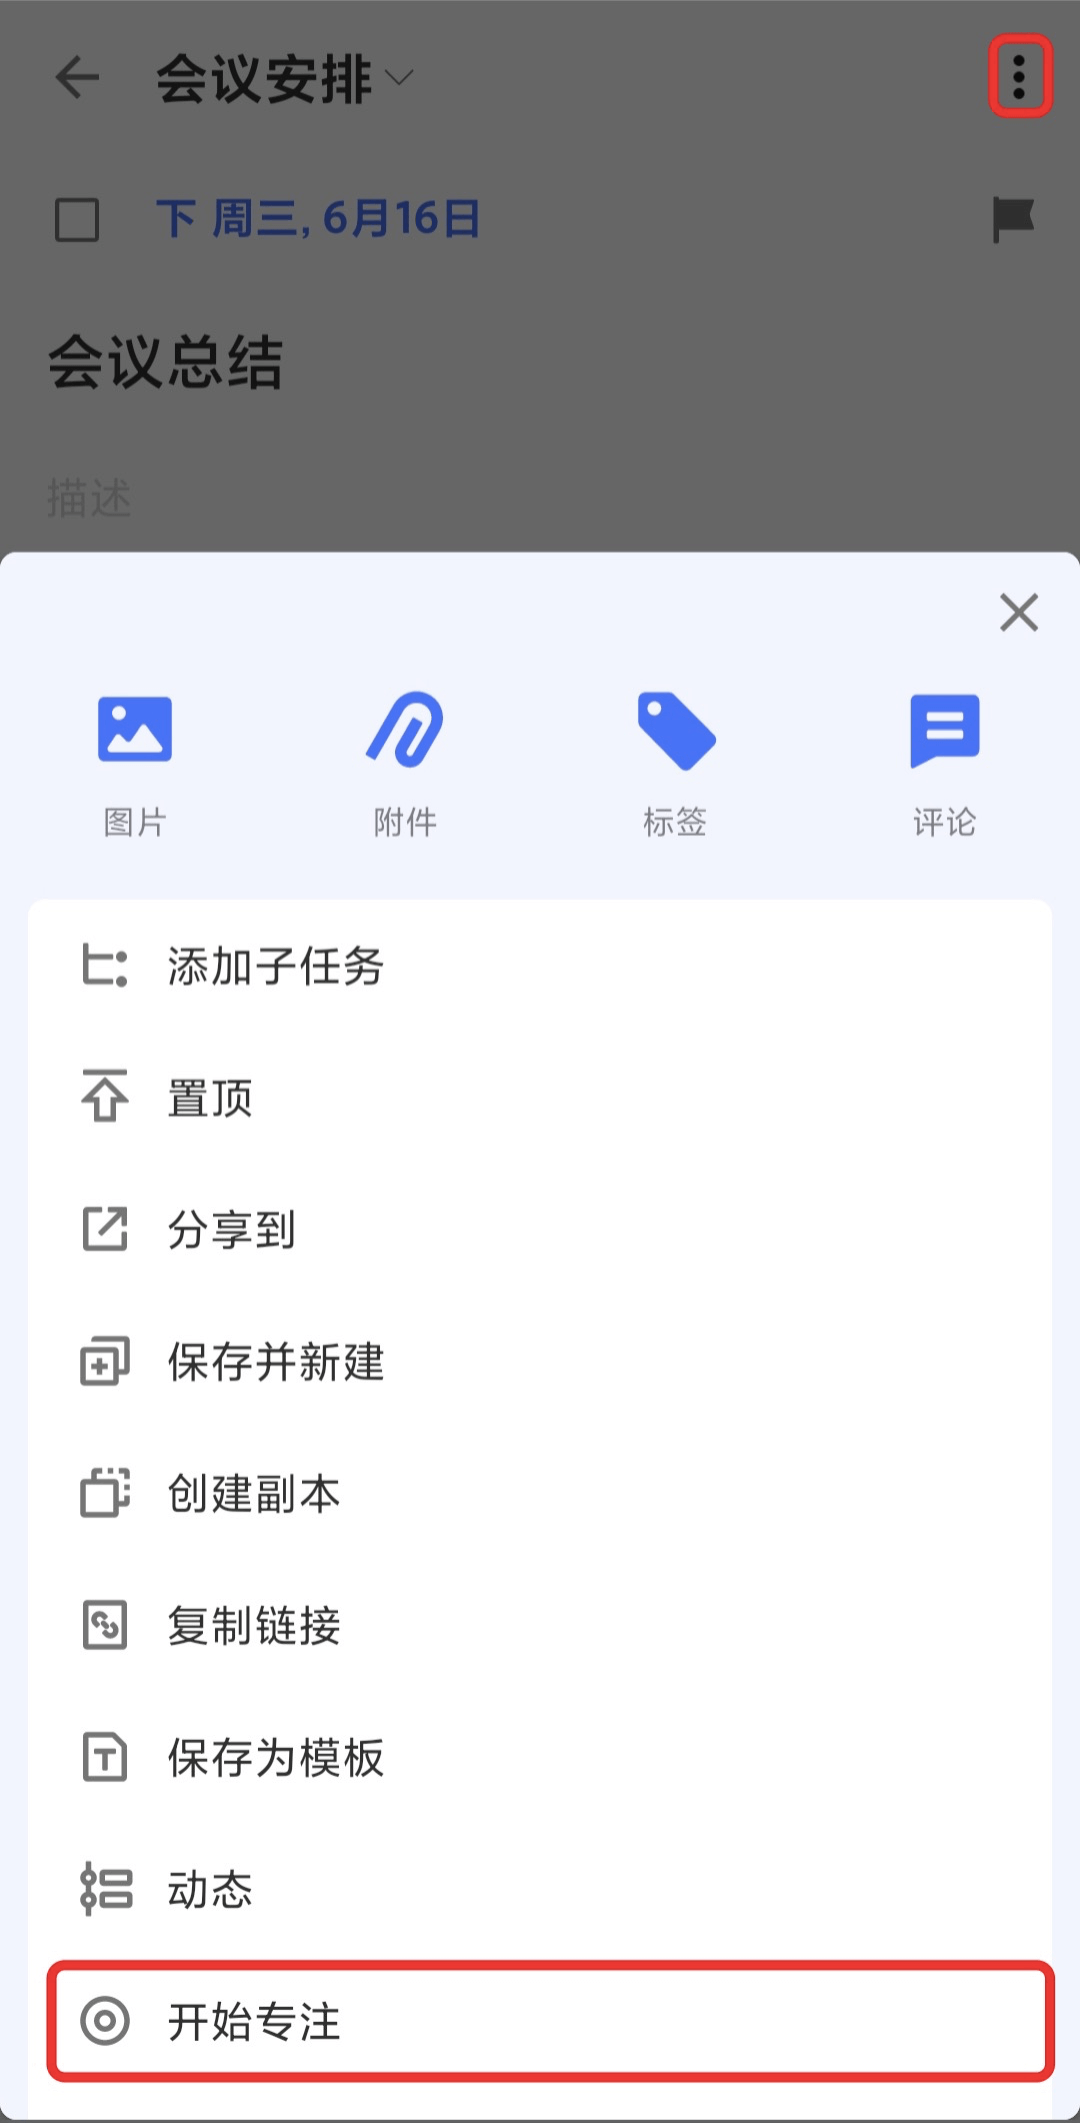 会议安排
下 周三, 6月16日
会议总结
描述
图片
附件
标签
评论
添加子任务
置顶
分享到
保存并新建
创建副本
复制链接
保存为模板
动态
开始专注